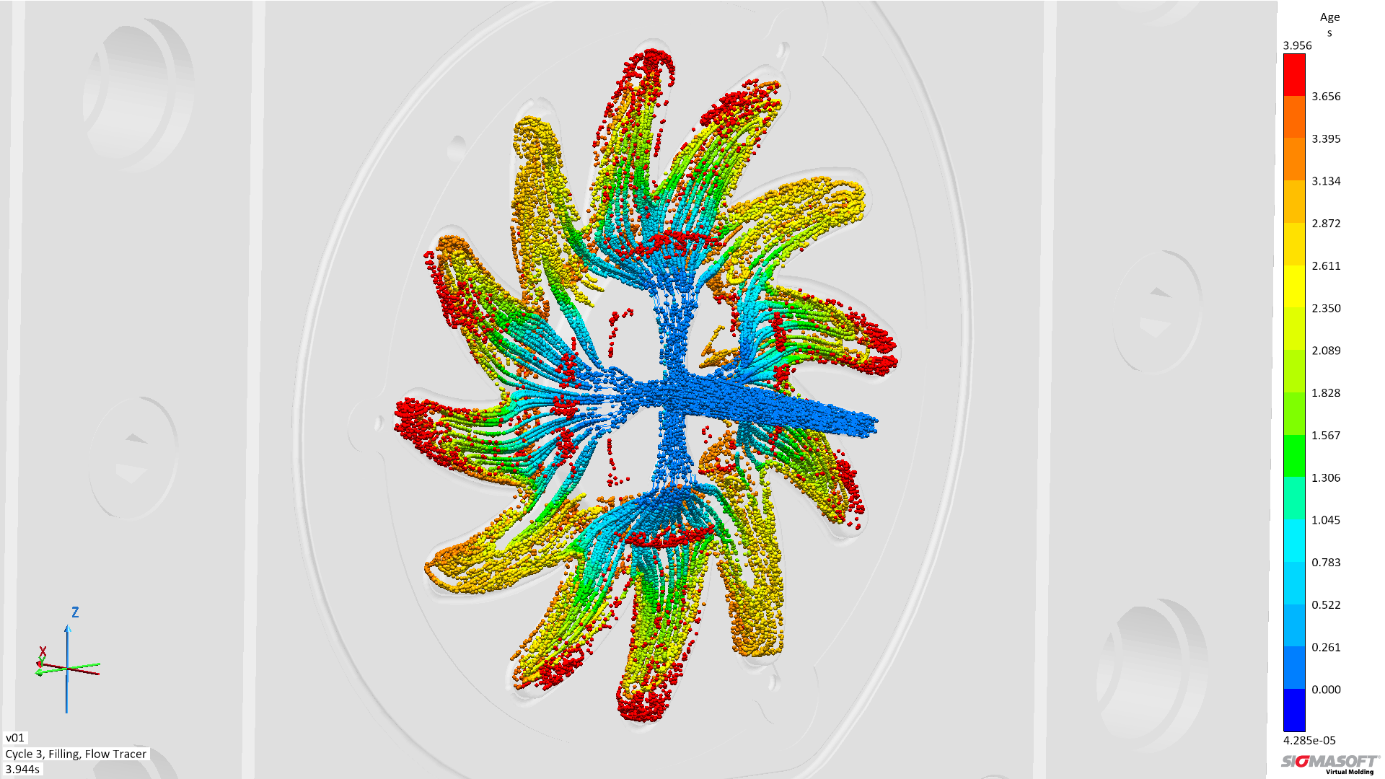 Age
s
3.956
3.656
3.395
3.134
2.872
2.611
2.350
2.089
1.828
1.567
1.306
1.045
0.783
0.522
0.261
0.000
4.285e-05
Z
X
v01
Cycle 3, Filling, Flow Tracer
3.944s
SIGMASOFT
Virtual Molding